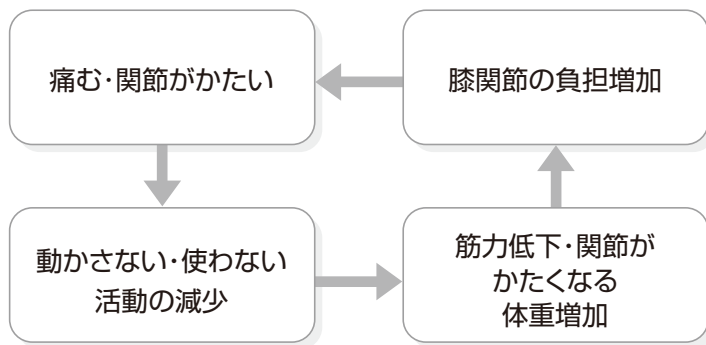 痛む・関節がかたい
膝関節の負担増加
動かさない・使わない
活動の減少
筋力低下・関節が
かたくなる
体重増加